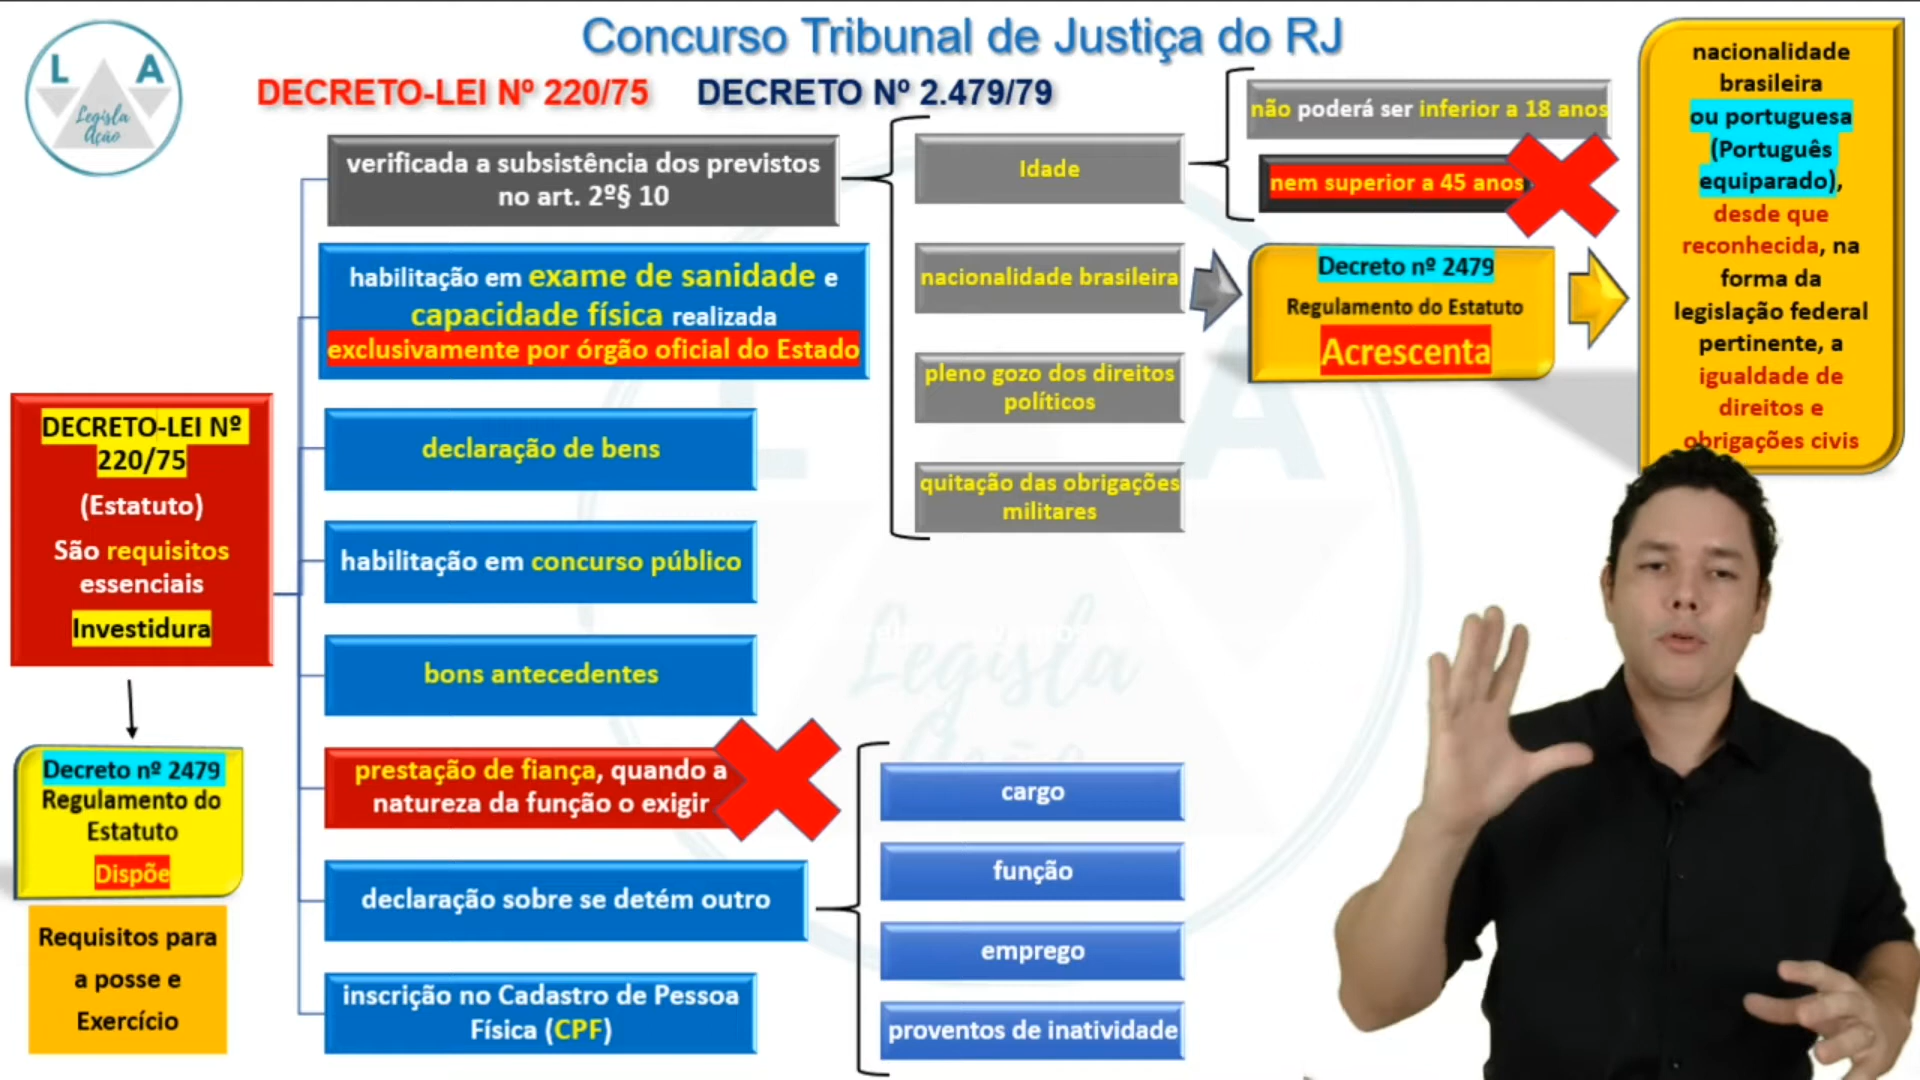 Concurso Tribunal de Justiça do RJ
DECRETO-LEI Nº 220/75 DECRETO Nº 2.479/79
L A
Legisla
Ação
DECRETO-LEI Nº
220/75
(Estatuto)
São requisitos
essenciais
Investidura
Decreto nº 2479
Regulamento do
Estatuto
Dispõe
Requisitos para
a posse e
Exercício
verificada a subsistência dos previstos
no art. 2º§ 10
habilitação em exame de sanidade e
capacidade física realizada
exclusivamente por órgão oficial do Estado
declaração de bens
habilitação em concurso público
bons antecedentes
prestação de fiança, quando a
natureza da função o exigir
declaração sobre se detém outro
inscrição no Cadastro de Pessoa
Física (CPF)
Idade
nacionalidade brasileira
pleno gozo dos direitos
políticos
quitação das obrigações
militares
não poderá ser inferior a 18 anos
nem superior a 45 anos
Decreto nº 2479
Regulamento do Estatuto
Acrescenta
nacionalidade
brasileira
ou portuguesa
(Português
equiparado),
desde que
reconhecida, na
forma da
legislação federal
pertinente, a
igualdade de
direitos e
obrigações civis
cargo
função
emprego
proventos de inatividade
L A
Legisla
Ação